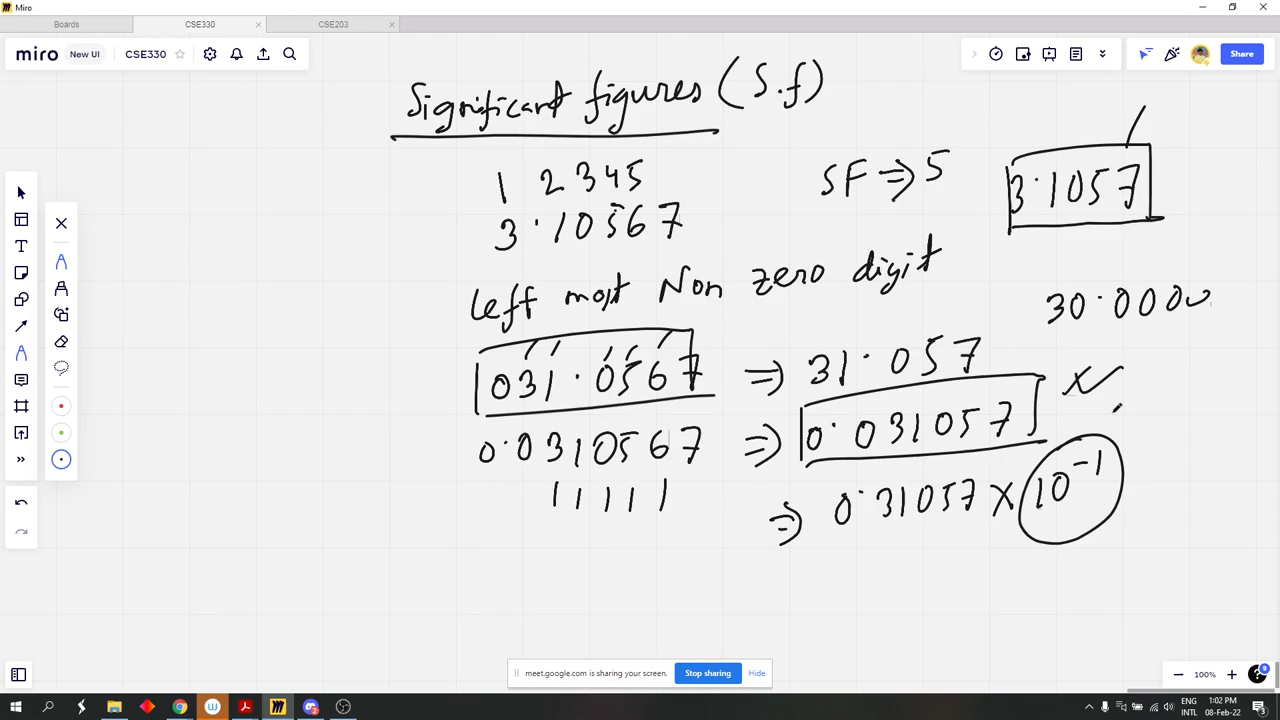 Miro
Boards
CSE330
CSE203
miro
New UI
CSE330
Share
Significant figures (S.f)
1 2345
SF ⇒ 5
3.1057
3.10567
Left most Non zero digit
30.0000
031.0567 ⇒ 31.057
0.0310567 ⇒ 0.031057
⇒ 0.31057 × 10⁻¹
meet.google.com is sharing your screen.
Stop sharing
Hide
100%
9
ENG
INTL
1:02 PM
08-Feb-22
3